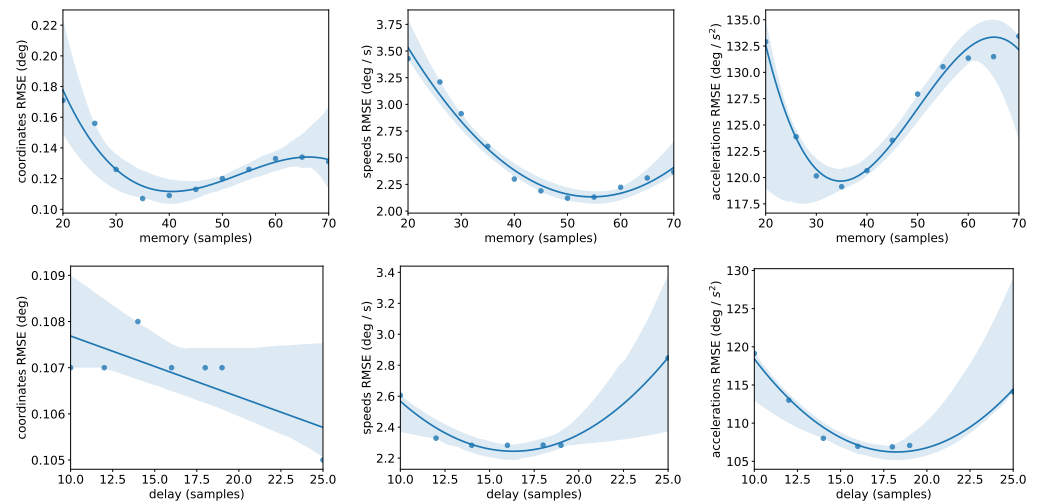 coordinates RMSE (deg)
0.22
0.20
0.18
0.16
0.14
0.12
0.10
20 30 40 50 60 70
memory (samples)
speeds RMSE (deg / s)
3.75
3.50
3.25
3.00
2.75
2.50
2.25
2.00
20 30 40 50 60 70
memory (samples)
accelerations RMSE (deg / s²)
135.0
132.5
130.0
127.5
125.0
122.5
120.0
117.5
20 30 40 50 60 70
memory (samples)
coordinates RMSE (deg)
0.109
0.108
0.107
0.106
0.105
10.0 12.5 15.0 17.5 20.0 22.5 25.0
delay (samples)
speeds RMSE (deg / s)
3.4
3.2
3.0
2.8
2.6
2.4
2.2
10.0 12.5 15.0 17.5 20.0 22.5 25.0
delay (samples)
accelerations RMSE (deg / s²)
130
120
115
110
105
10.0 12.5 15.0 17.5 20.0 22.5 25.0
delay (samples)